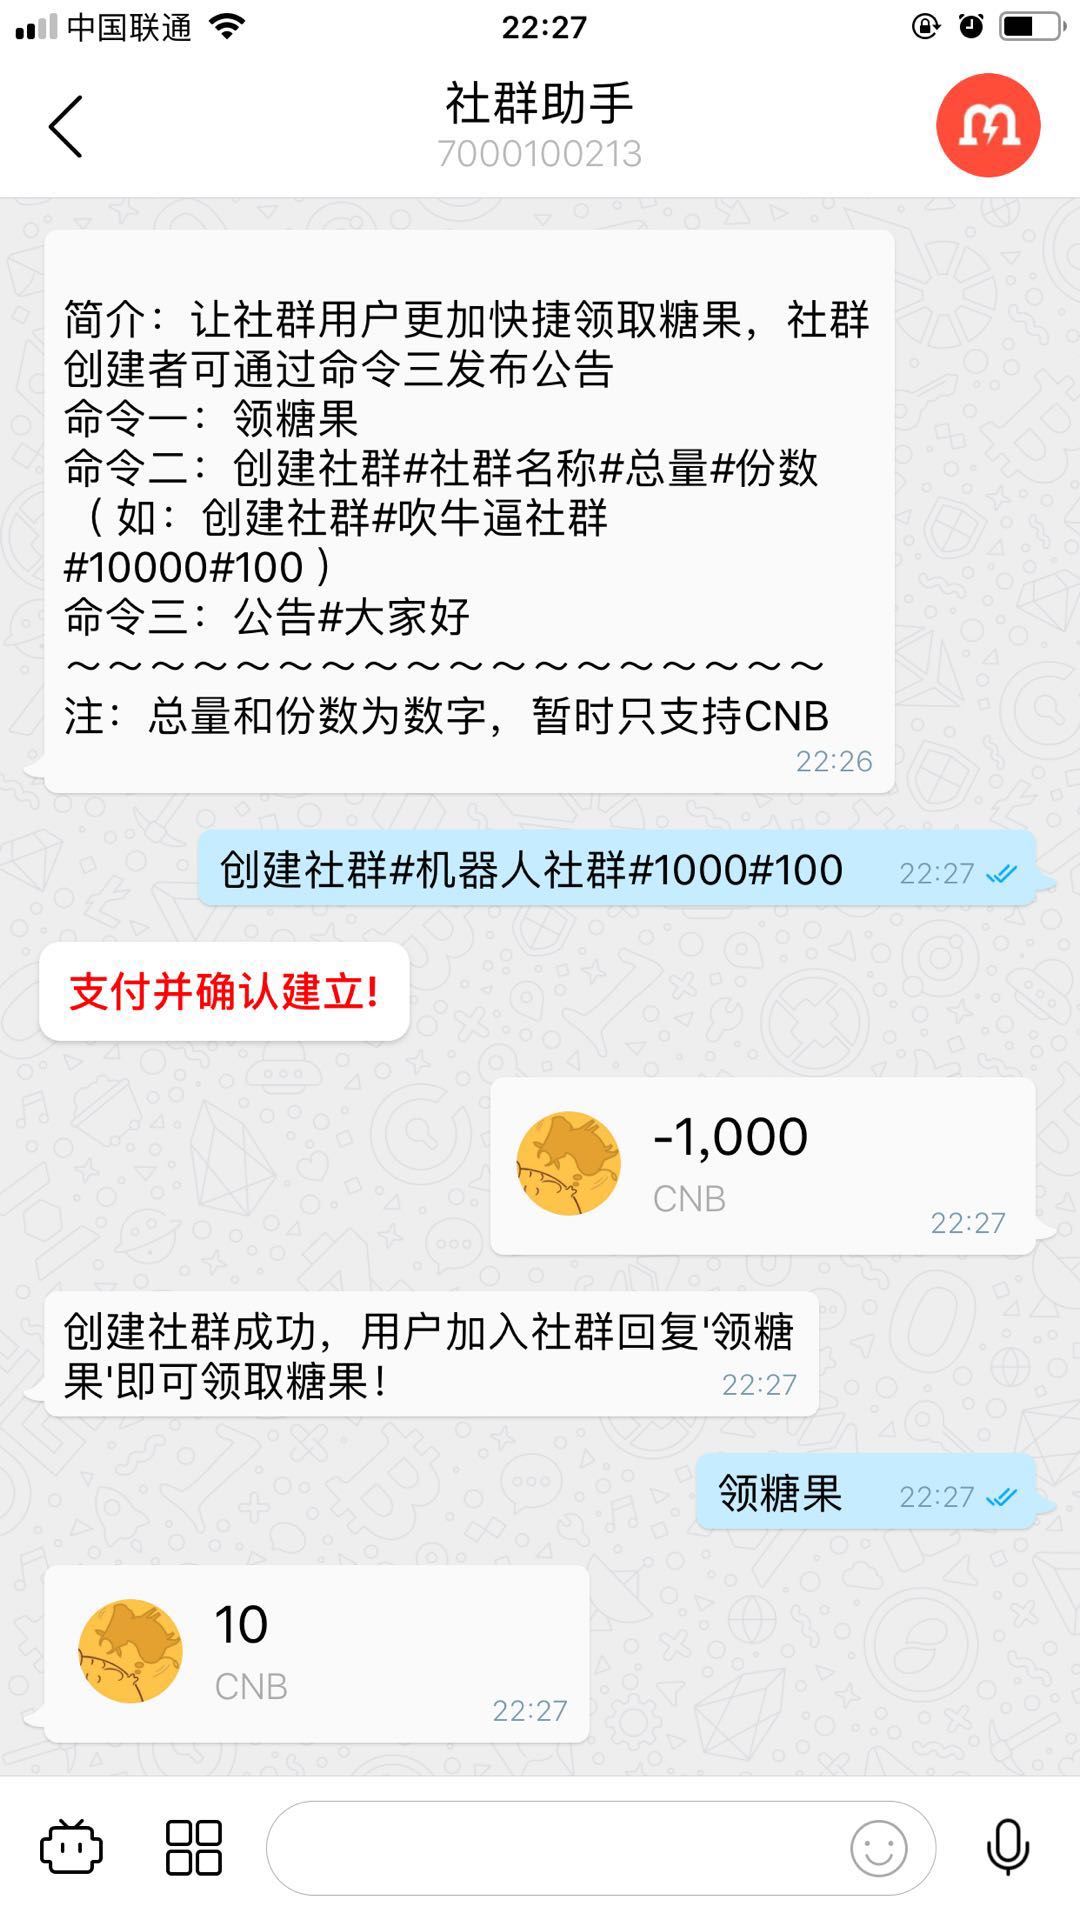 中国联通
22:27
社群助手
7000100213
简介：让社群用户更加快捷领取糖果，社群
创建者可通过命令三发布公告
命令一：领糖果
命令二：创建社群#社群名称#总量#份数
（如：创建社群#吹牛逼社群
#10000#100）
命令三：公告#大家好
～～～～～～～～～～～～～～～～～～
注：总量和份数为数字，暂时只支持CNB
22:26
创建社群#机器人社群#1000#100
22:27
支付并确认建立!
-1,000
CNB
22:27
创建社群成功，用户加入社群回复'领糖
果'即可领取糖果！
22:27
领糖果
22:27
10
CNB
22:27